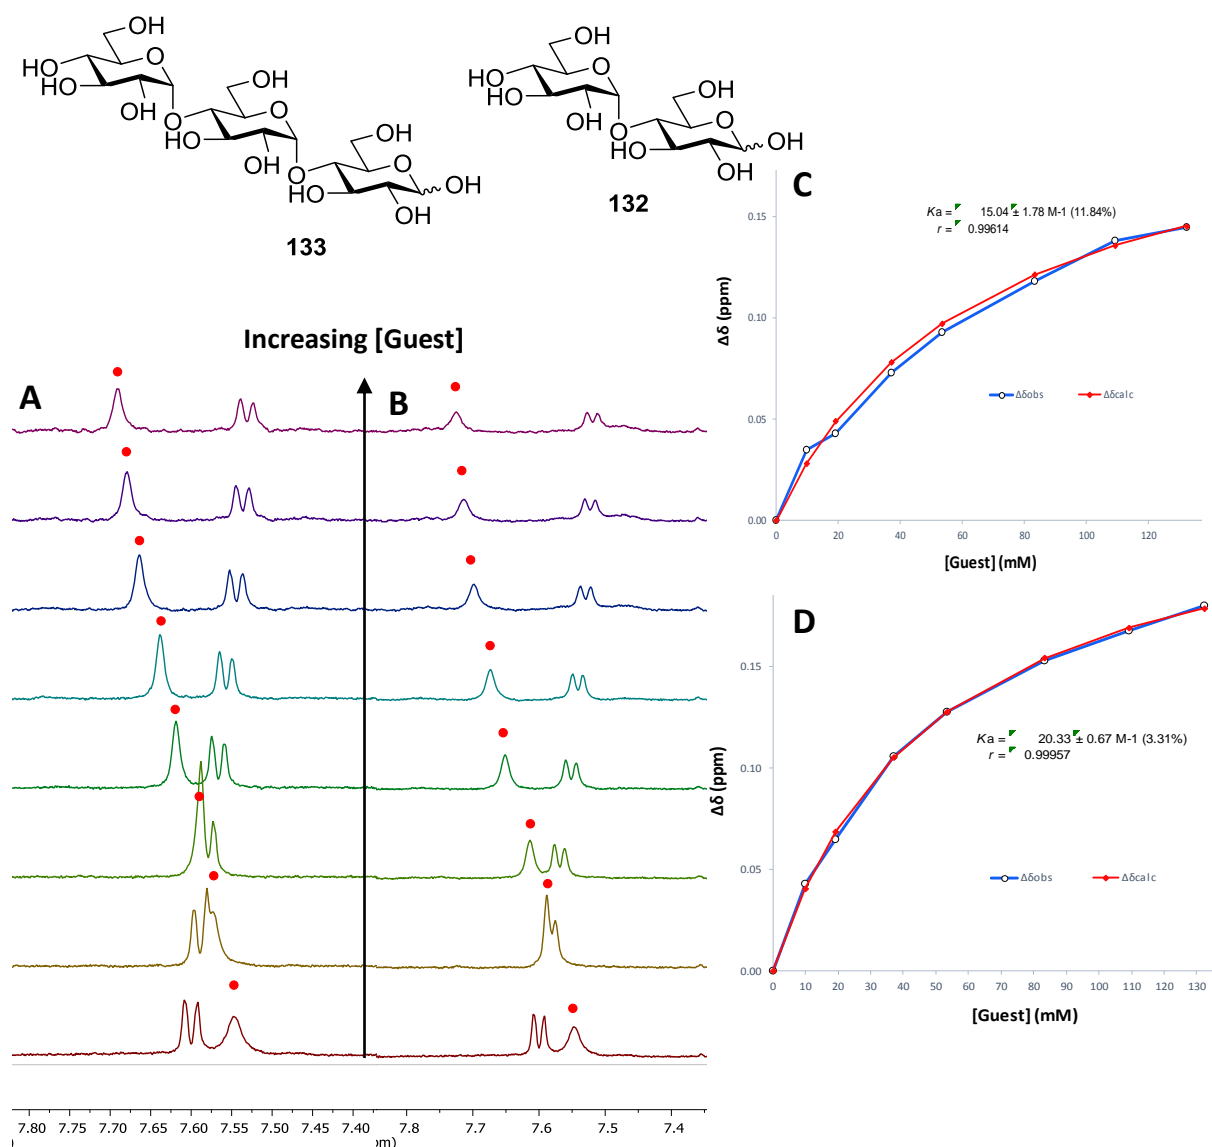 OH
O
HO
HO
OH
OH
O
O
HO
OH
OH
O
O
HO
OH
OH
133
OH
O
HO
HO
OH
OH
O
O
HO
OH
OH
132
C
Ka = 15.04 ± 1.78 M-1 (11.84%)
r = 0.99614
0.15
0.10
0.05
0.00
Δδ (ppm)
Δδobs
Δδcalc
0 20 40 60 80 100 120
[Guest] (mM)
Increasing [Guest]
A
B
7.80 7.75 7.70 7.65 7.60 7.55 7.50 7.45 7.40
7.8 7.7 7.6 7.5 7.4
D
Ka = 20.33 ± 0.67 M-1 (3.31%)
r = 0.99957
0.15
0.10
0.05
0.00
Δδ (ppm)
Δδobs
Δδcalc
0 10 20 30 40 50 60 70 80 90 100 110 120 130
[Guest] (mM)